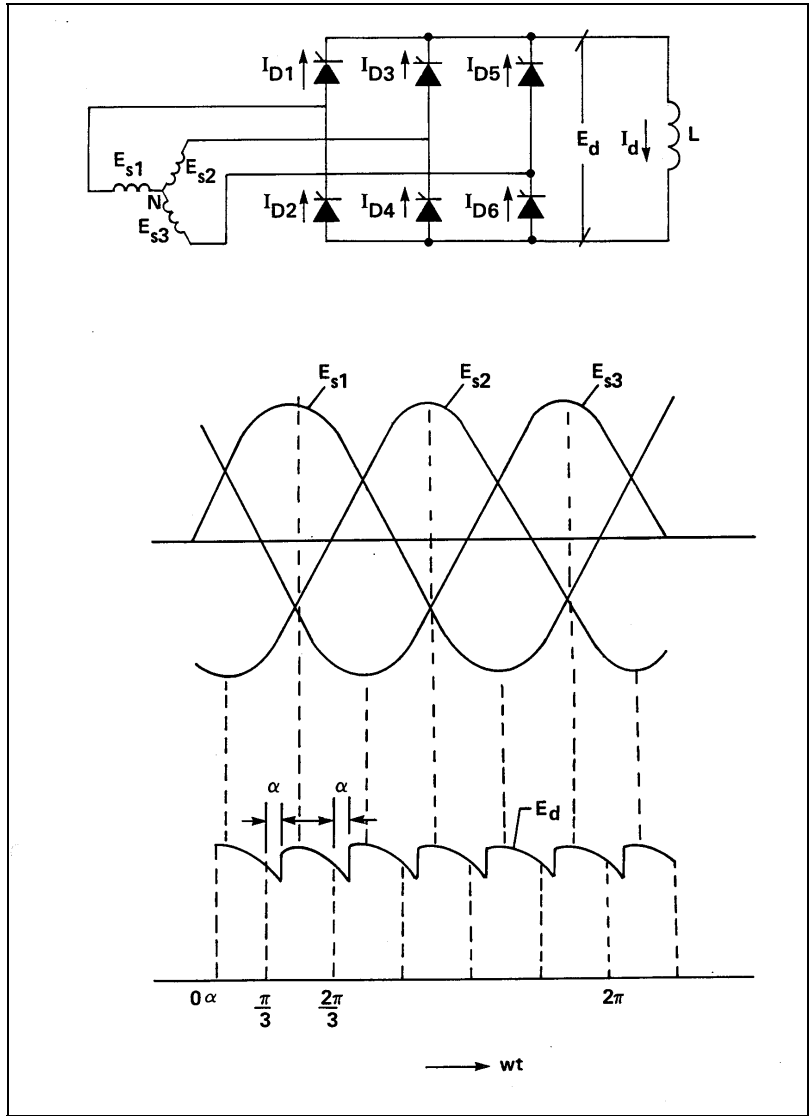 I_D1 I_D3 I_D5
E_s1 E_s2 E_d I_d L
N
E_s3 I_D2 I_D4 I_D6
E_s1 E_s2 E_s3
α α
E_d
0 α π/3 2π/3 2π
wt